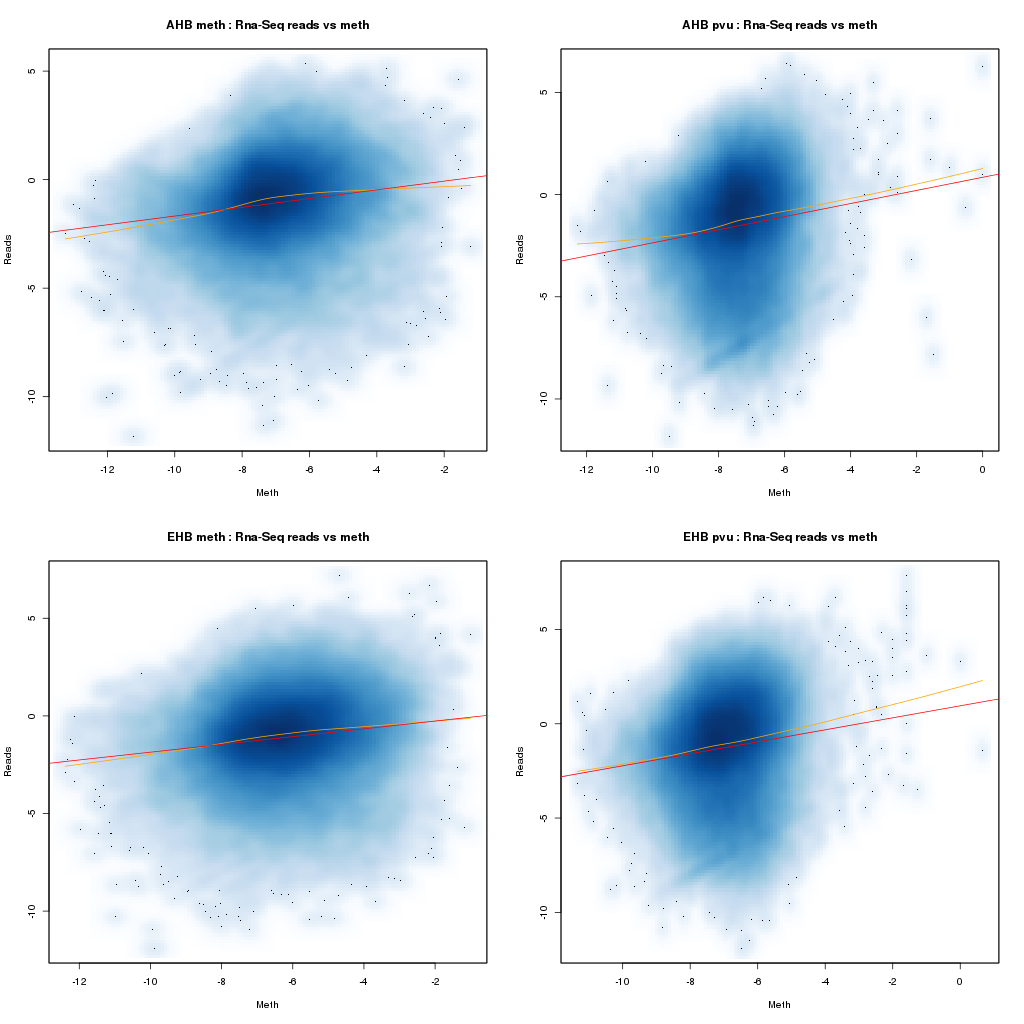 AHB meth : Rna-Seq reads vs meth
5
0
-5
-10
Reads
-12 -10 -8 -6 -4 -2
Meth
AHB pvu : Rna-Seq reads vs meth
5
0
-5
-10
Reads
-12 -10 -8 -6 -4 -2 0
Meth
EHB meth : Rna-Seq reads vs meth
5
0
-5
-10
Reads
-12 -10 -8 -6 -4 -2
Meth
EHB pvu : Rna-Seq reads vs meth
5
0
-5
-10
Reads
-10 -8 -6 -4 -2 0
Meth